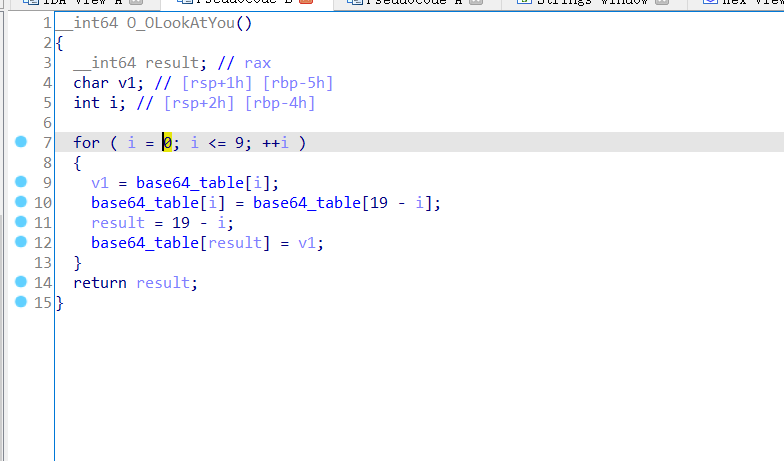 IDA View-A Pseudocode-B Pseudocode-A Strings window Hex View
1 __int64 O_OLookAtYou()
2 {
3 __int64 result; // rax
4 char v1; // [rsp+1h] [rbp-5h]
5 int i; // [rsp+2h] [rbp-4h]
6
7 for ( i = 0; i <= 9; ++i )
8 {
9 v1 = base64_table[i];
10 base64_table[i] = base64_table[19 - i];
11 result = 19 - i;
12 base64_table[result] = v1;
13 }
14 return result;
15 }